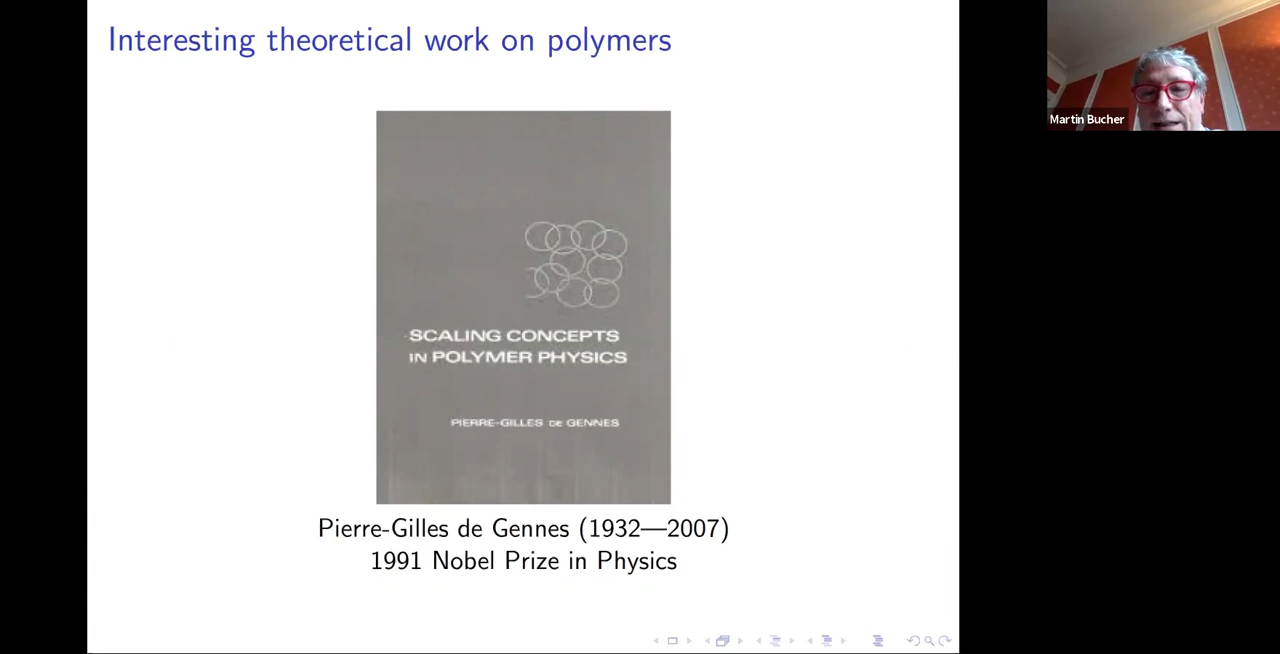 Interesting theoretical work on polymers
SCALING CONCEPTS
IN POLYMER PHYSICS
PIERRE-GILLES DE GENNES
Pierre-Gilles de Gennes (1932—2007)
1991 Nobel Prize in Physics
Martin Bucher